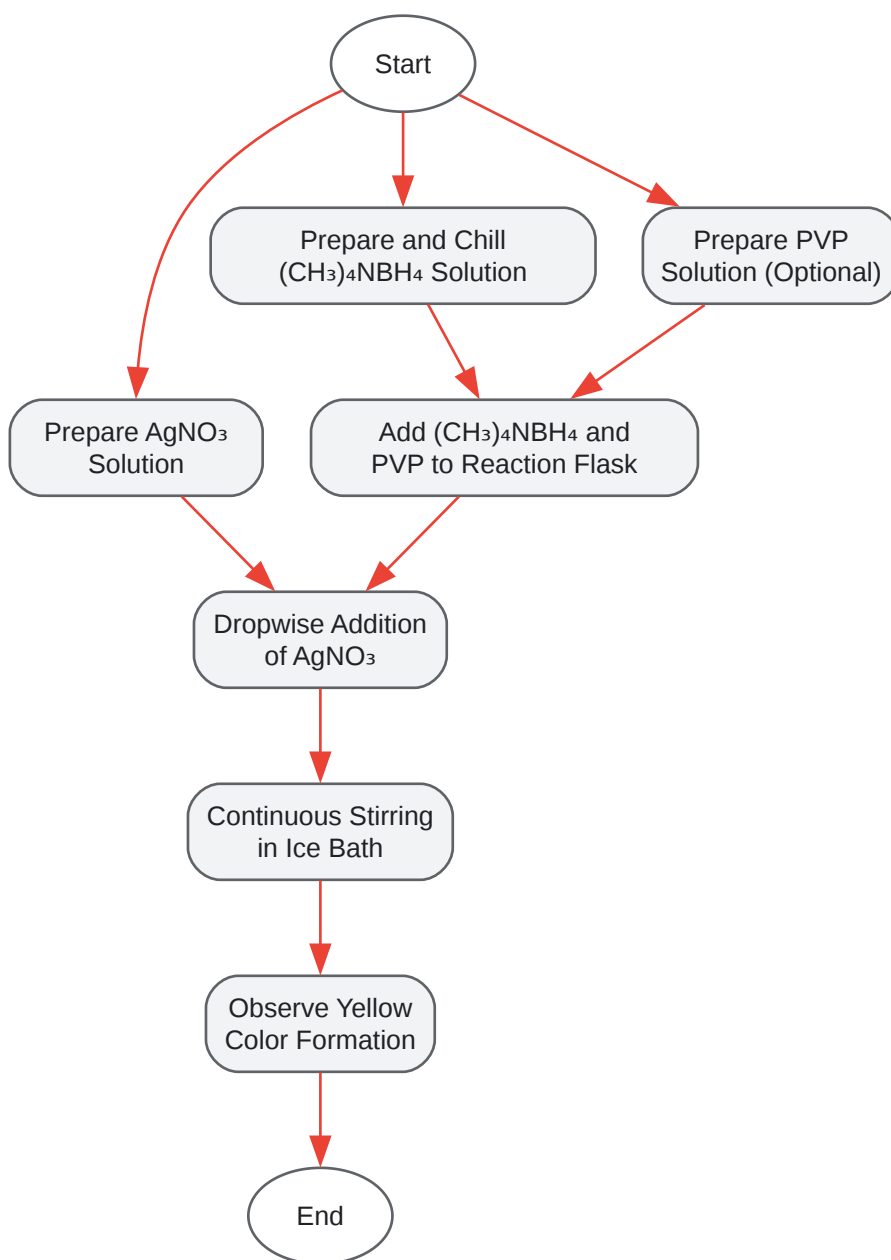 Start
Prepare and Chill
(CH₃)₄NBH₄ Solution
Prepare PVP
Solution (Optional)
Prepare AgNO₃
Solution
Add (CH₃)₄NBH₄ and
PVP to Reaction Flask
Dropwise Addition
of AgNO₃
Continuous Stirring
in Ice Bath
Observe Yellow
Color Formation
End